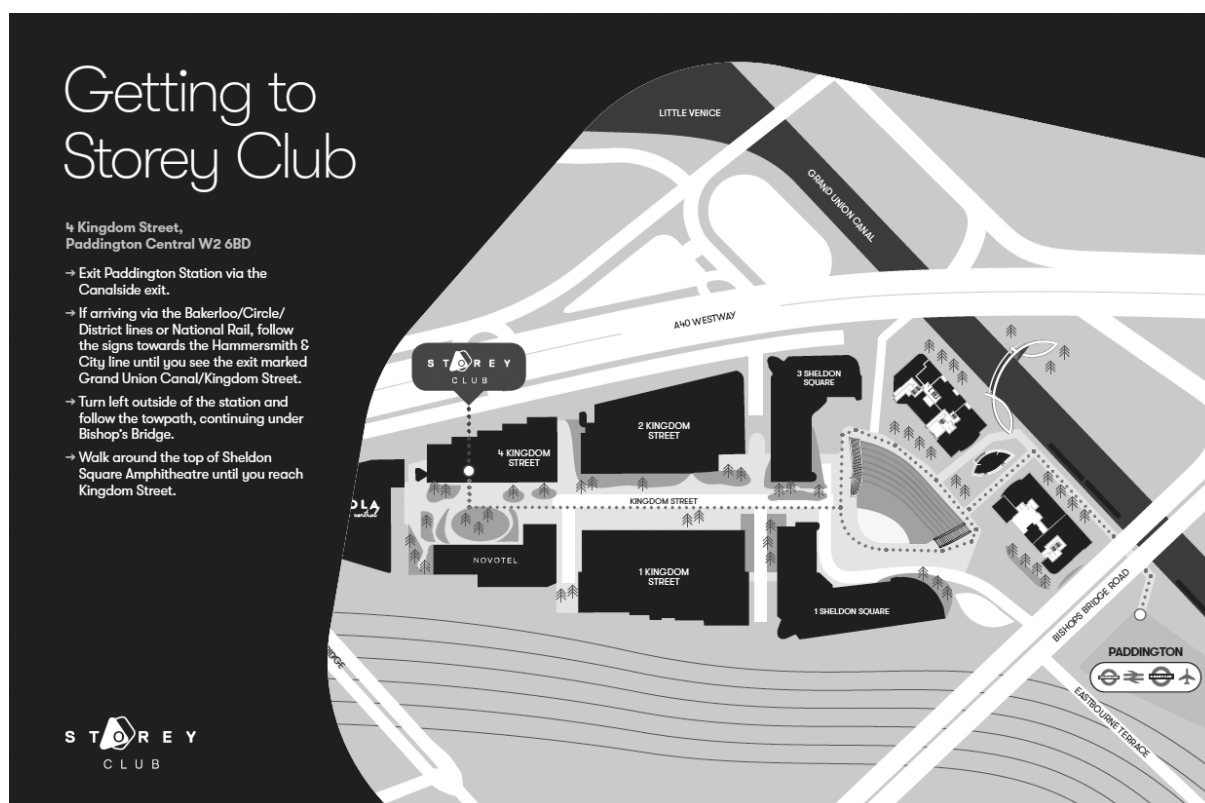 Getting to
Storey Club
4 Kingdom Street,
Paddington Central W2 6BD
→ Exit Paddington Station via the
Canalside exit.
→ If arriving via the Bakerloo/Circle/
District lines or National Rail, follow
the signs towards the Hammersmith &
City line until you see the exit marked
Grand Union Canal/Kingdom Street.
→ Turn left outside of the station and
follow the towpath, continuing under
Bishop's Bridge.
→ Walk around the top of Sheldon
Square Amphitheatre until you reach
Kingdom Street.
STOREY
CLUB
LITTLE VENICE
GRAND UNION CANAL
A40 WESTWAY
STOREY
CLUB
3 SHELDON
SQUARE
2 KINGDOM
STREET
4 KINGDOM
STREET
KINGDOM STREET
central
NOVOTEL
1 KINGDOM
STREET
1 SHELDON SQUARE
BISHOPS BRIDGE ROAD
PADDINGTON
EASTBOURNE TERRACE